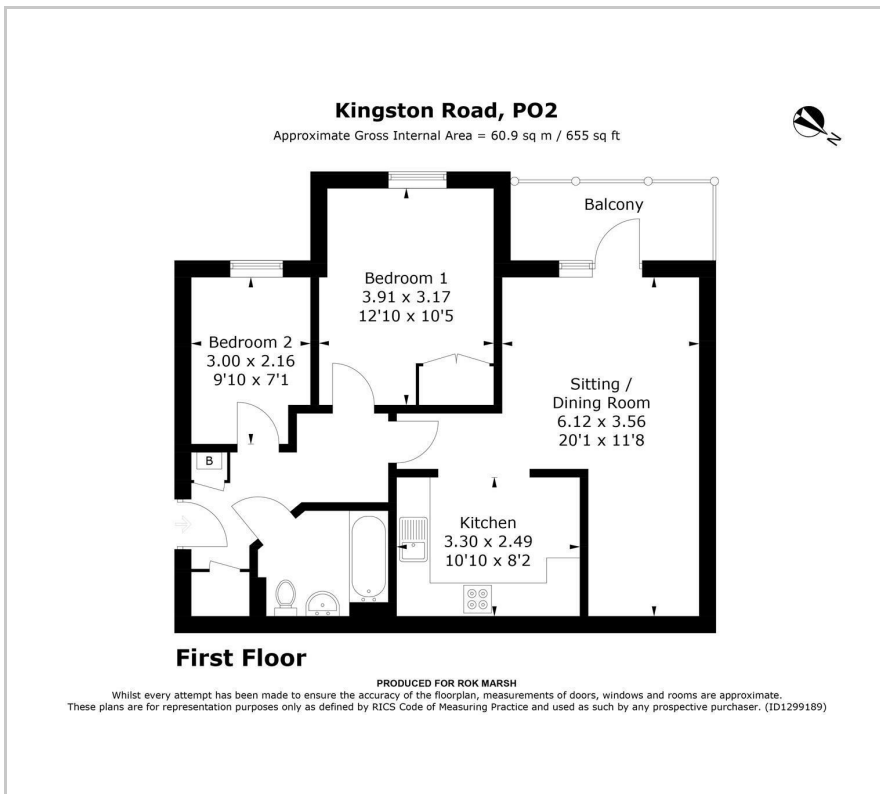 Kingston Road, PO2
Approximate Gross Internal Area = 60.9 sq m / 655 sq ft
N
Balcony
Bedroom 1
3.91 x 3.17
12'10 x 10'5
Bedroom 2
3.00 x 2.16
9'10 x 7'1
Sitting /
Dining Room
6.12 x 3.56
20'1 x 11'8
B
Kitchen
3.30 x 2.49
10'10 x 8'2
First Floor
PRODUCED FOR ROK MARSH
Whilst every attempt has been made to ensure the accuracy of the floorplan, measurements of doors, windows and rooms are approximate.
These plans are for representation purposes only as defined by RICS Code of Measuring Practice and used as such by any prospective purchaser. (ID1299189)